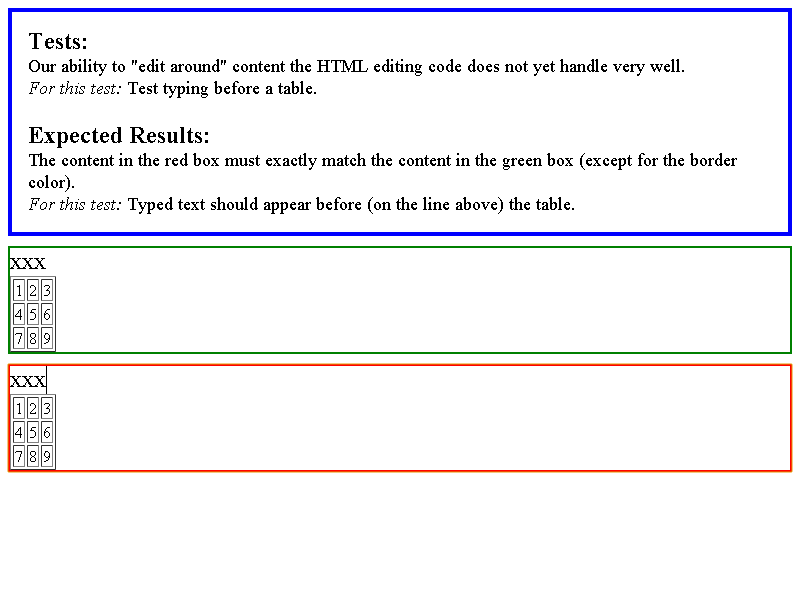 Tests:
Our ability to "edit around" content the HTML editing code does not yet handle very well.
For this test: Test typing before a table.
Expected Results:
The content in the red box must exactly match the content in the green box (except for the border
color).
For this test: Typed text should appear before (on the line above) the table.
xxx
1 2 3
4 5 6
7 8 9
xxx
1 2 3
4 5 6
7 8 9